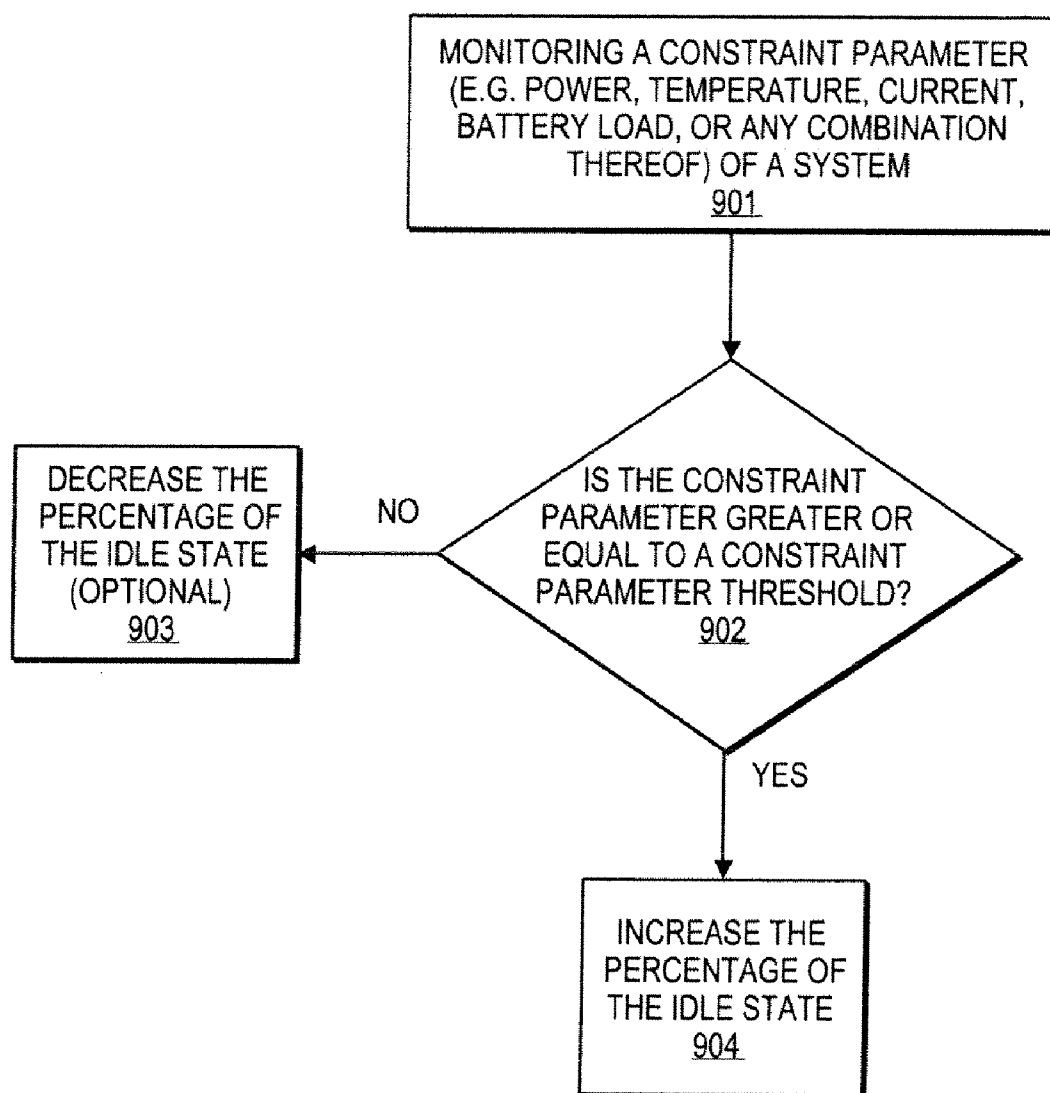 MONITORING A CONSTRAINT PARAMETER
(E.G. POWER, TEMPERATURE, CURRENT,
BATTERY LOAD, OR ANY COMBINATION
THEREOF) OF A SYSTEM
901
IS THE CONSTRAINT
PARAMETER GREATER OR
EQUAL TO A CONSTRAINT
PARAMETER THRESHOLD?
902
NO
DECREASE THE
PERCENTAGE OF
THE IDLE STATE
(OPTIONAL)
903
YES
INCREASE THE
PERCENTAGE OF
THE IDLE STATE
904